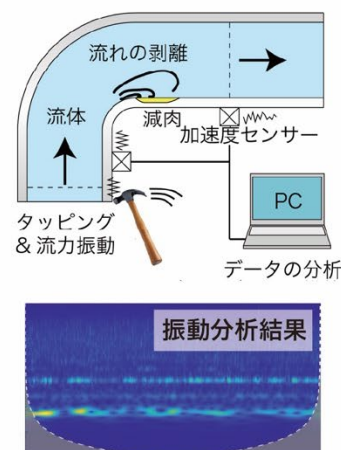 流れの剥離
流体
減肉
加速度センサー
タッピング
& 流力振動
PC
データの分析
振動分析結果